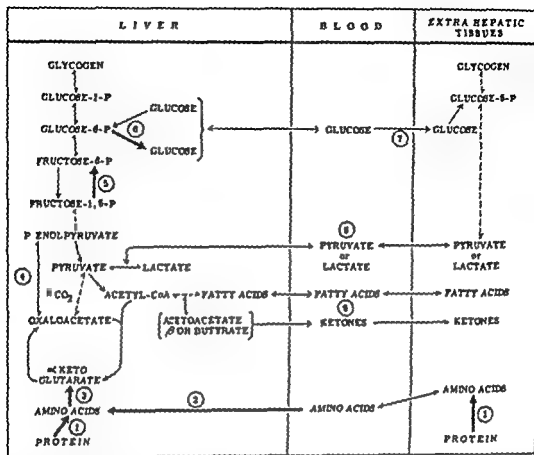 LIVER
BLOOD
EXTRA HEPATIC
TISSUES
GLYCOGEN
GLUCOSE-1-P
GLUCOSE-6-P
GLUCOSE
6
GLUCOSE
FRUCTOSE-6-P
5
FRUCTOSE-1,6-P
P ENOLPYRUVATE
4
PYRUVATE
LACTATE
CO2
ACETYL-CoA
FATTY ACIDS
OXALOACETATE
ACETOACETATE
β OH BUTYRATE
∝ KETO
GLUTARATE
3
AMINO ACIDS
1
PROTEIN
2
GLUCOSE
7
8
PYRUVATE
or
LACTATE
FATTY ACIDS
9
KETONES
AMINO ACIDS
GLYCOGEN
GLUCOSE-6-P
GLUCOSE
PYRUVATE
or
LACTATE
FATTY ACIDS
KETONES
AMINO ACIDS
1
PROTEIN